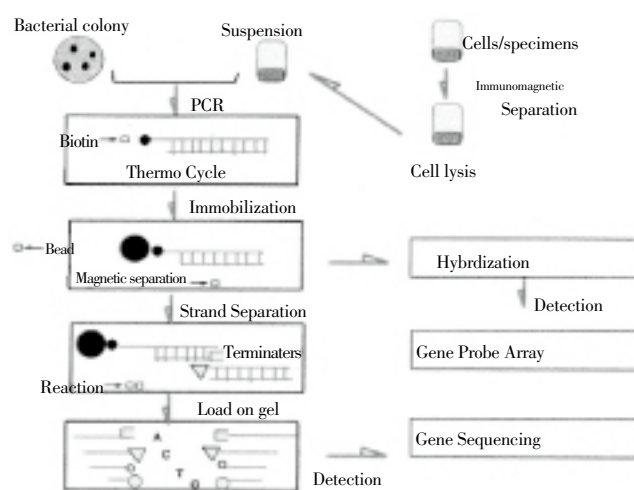 Bacterial colony
Suspension
Cells/specimens
Immunomagnetic
Separation
PCR
Biotin
Thermo Cycle
Cell lysis
Immobilization
Bead
Magnetic separation
Hybrdization
Strand Separation
Detection
Terminaters
Gene Probe Array
Reaction
Load on gel
A
C
T
G
Gene Sequencing
Detection